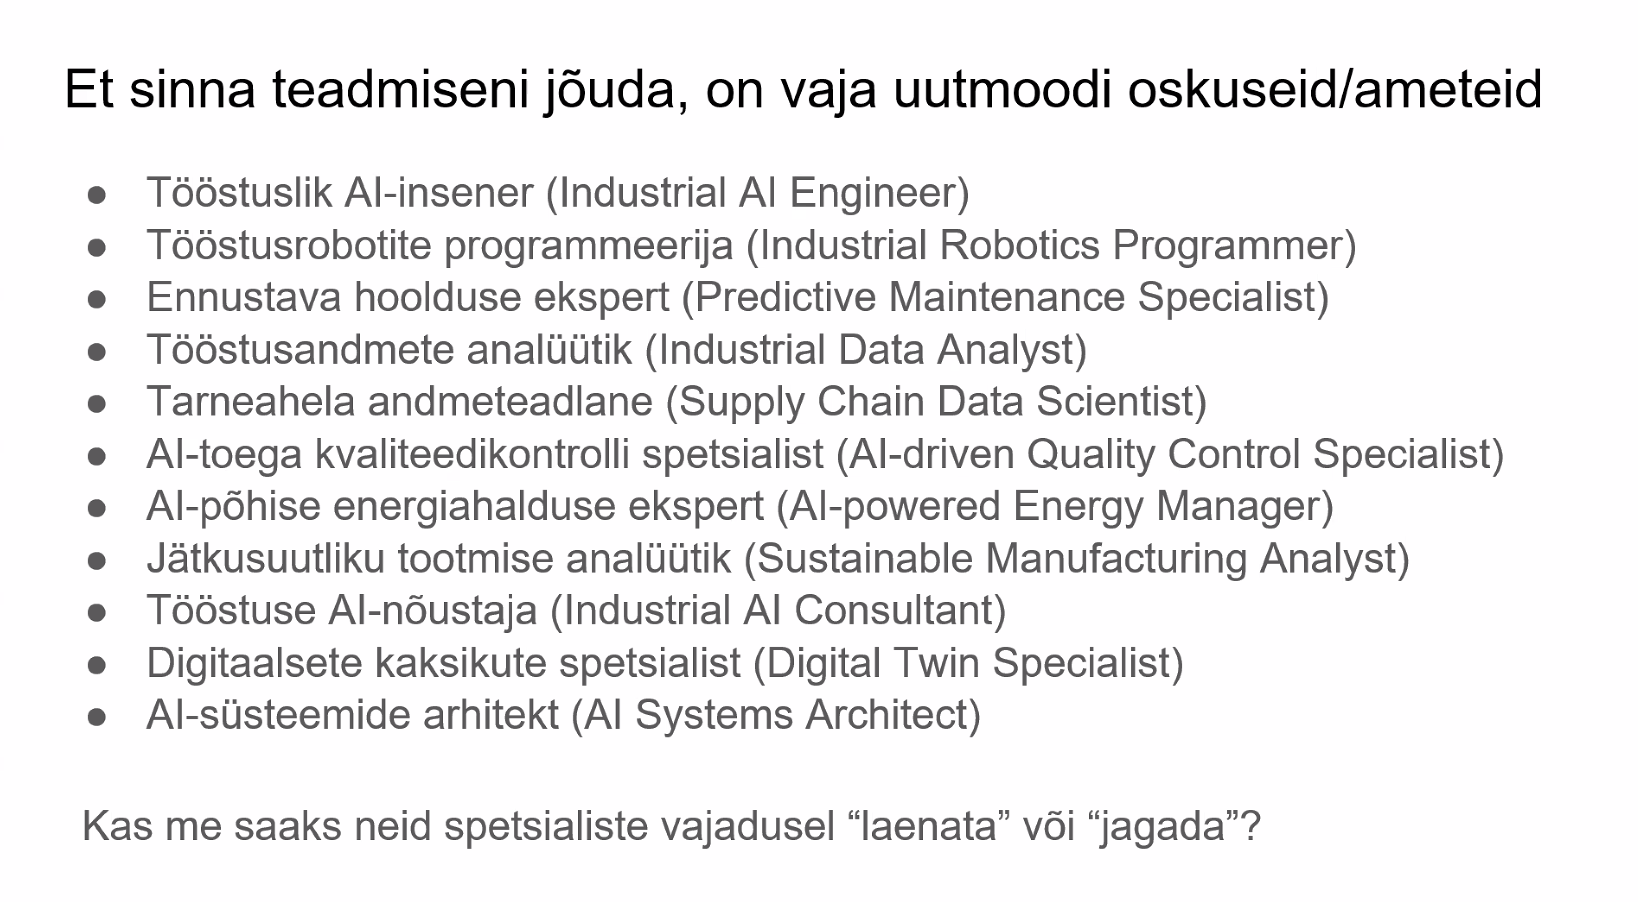 Et sinna teadmiseni jõuda, on vaja uutmoodi oskuseid/ameteid
● Tööstuslik AI-insener (Industrial AI Engineer)
● Tööstusrobotite programmeerija (Industrial Robotics Programmer)
● Ennustava hoolduse ekspert (Predictive Maintenance Specialist)
● Tööstusandmete analüütik (Industrial Data Analyst)
● Tarneahela andmeteadlane (Supply Chain Data Scientist)
● AI-toega kvaliteedikontrolli spetsialist (AI-driven Quality Control Specialist)
● AI-põhise energiahalduse ekspert (AI-powered Energy Manager)
● Jätkusuutliku tootmise analüütik (Sustainable Manufacturing Analyst)
● Tööstuse AI-nõustaja (Industrial AI Consultant)
● Digitaalsete kaksikute spetsialist (Digital Twin Specialist)
● AI-süsteemide arhitekt (AI Systems Architect)
Kas me saaks neid spetsialiste vajadusel “laenata” või “jagada”?